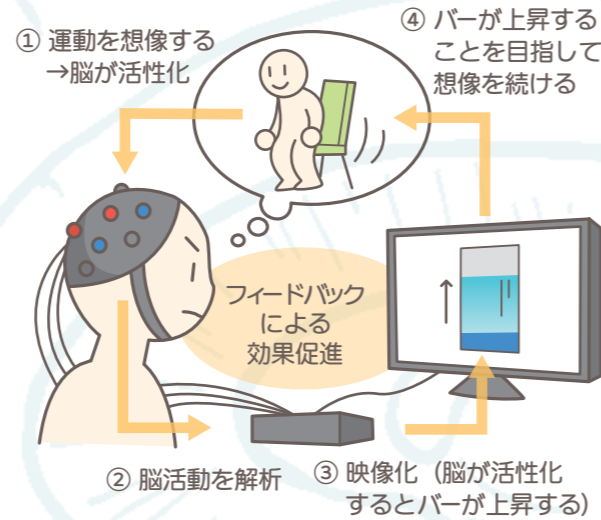 ① 運動を想像する
→脳が活性化
④ バーが上昇する
ことを目指して
想像を続ける
フィードバック
による
効果促進
② 脳活動を解析
③ 映像化（脳が活性化
するとバーが上昇する）